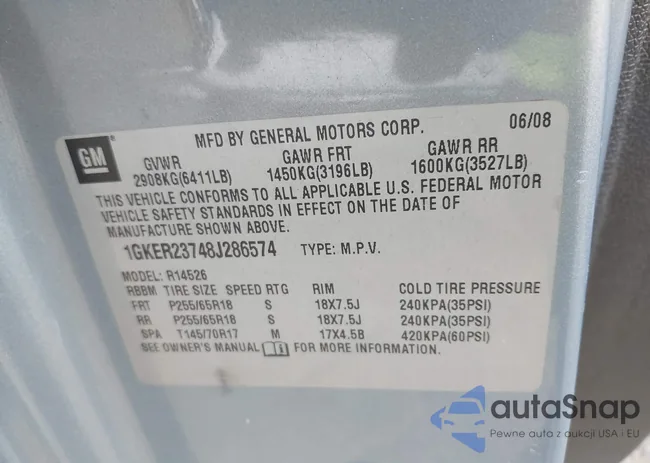 MFD BY GENERAL MOTORS CORP. 06/08
GM
GVWR GAWR FRT GAWR RR
2908KG(6411LB) 1450KG(3196LB) 1600KG(3527LB)
THIS VEHICLE CONFORMS TO ALL APPLICABLE U.S. FEDERAL MOTOR
VEHICLE SAFETY STANDARDS IN EFFECT ON THE DATE OF
MANUFACTURE SHOWN ABOVE.
1GKER23748J286574 TYPE: M.P.V.
MODEL: R14526
RBBM TIRE SIZE SPEED RTG RIM COLD TIRE PRESSURE
FRT P255/65R18 S 18X7.5J 240KPA(35PSI)
RR P255/65R18 S 18X7.5J 240KPA(35PSI)
SPA T145/70R17 M 17X4.5B 420KPA(60PSI)
SEE OWNER'S MANUAL FOR MORE INFORMATION.
autaSnap
Pewne auta z aukcji USA i EU